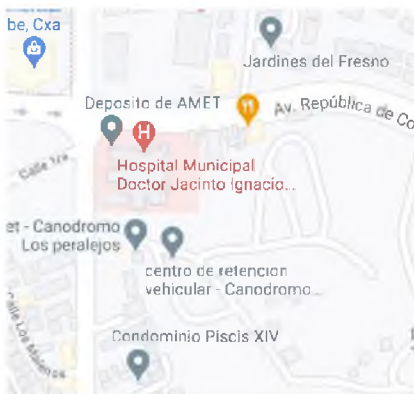 be, Cxa
Jardines del Fresno
Deposito de AMET
Av. República de Co
Calle 1ra
H
Hospital Municipal
Doctor Jacinto Ignacio...
et - Canodromo
Los peralejos
centro de retencion
vehicular - Canodromo...
Condominio Piscis XIV
Calle Los